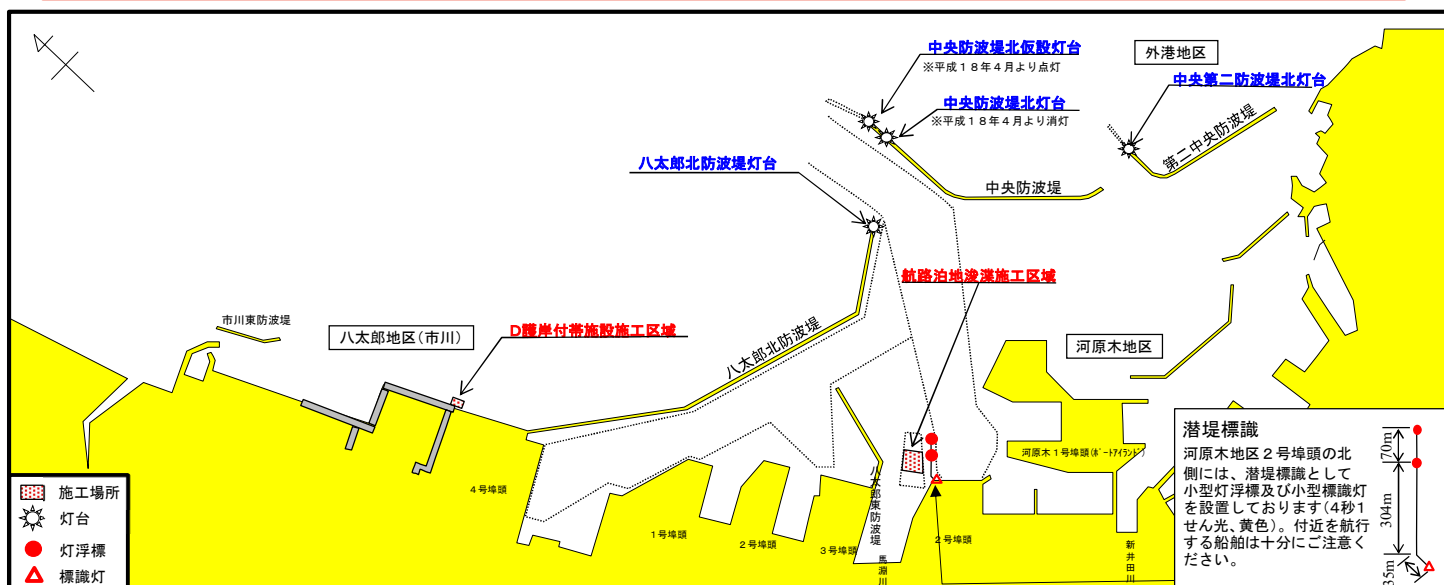 中央防波堤北仮設灯台
※平成18年4月より点灯
外港地区
中央第二防波堤北灯台
中央防波堤北灯台
※平成18年4月より消灯
第二中央防波堤
八太郎北防波堤灯台
中央防波堤
航路泊地浚渫施工区域
市川東防波堤
八太郎地区(市川)
D護岸付帯施設施工区域
八太郎北防波堤
河原木地区
河原木1号埠頭(ﾎﾟｰﾄｱｲﾗﾝﾄﾞ)
4号埠頭
1号埠頭
2号埠頭
3号埠頭
八太郎東防波堤
馬淵川
2号埠頭
新井田川
施工場所
灯台
灯浮標
標識灯
潜堤標識
河原木地区2号埠頭の北
側には、潜堤標識として
小型灯浮標及び小型標識灯
を設置しております(4秒1
せん光、黄色)。付近を航行
する船舶は十分にご注意く
ださい。
70m
304m
35m